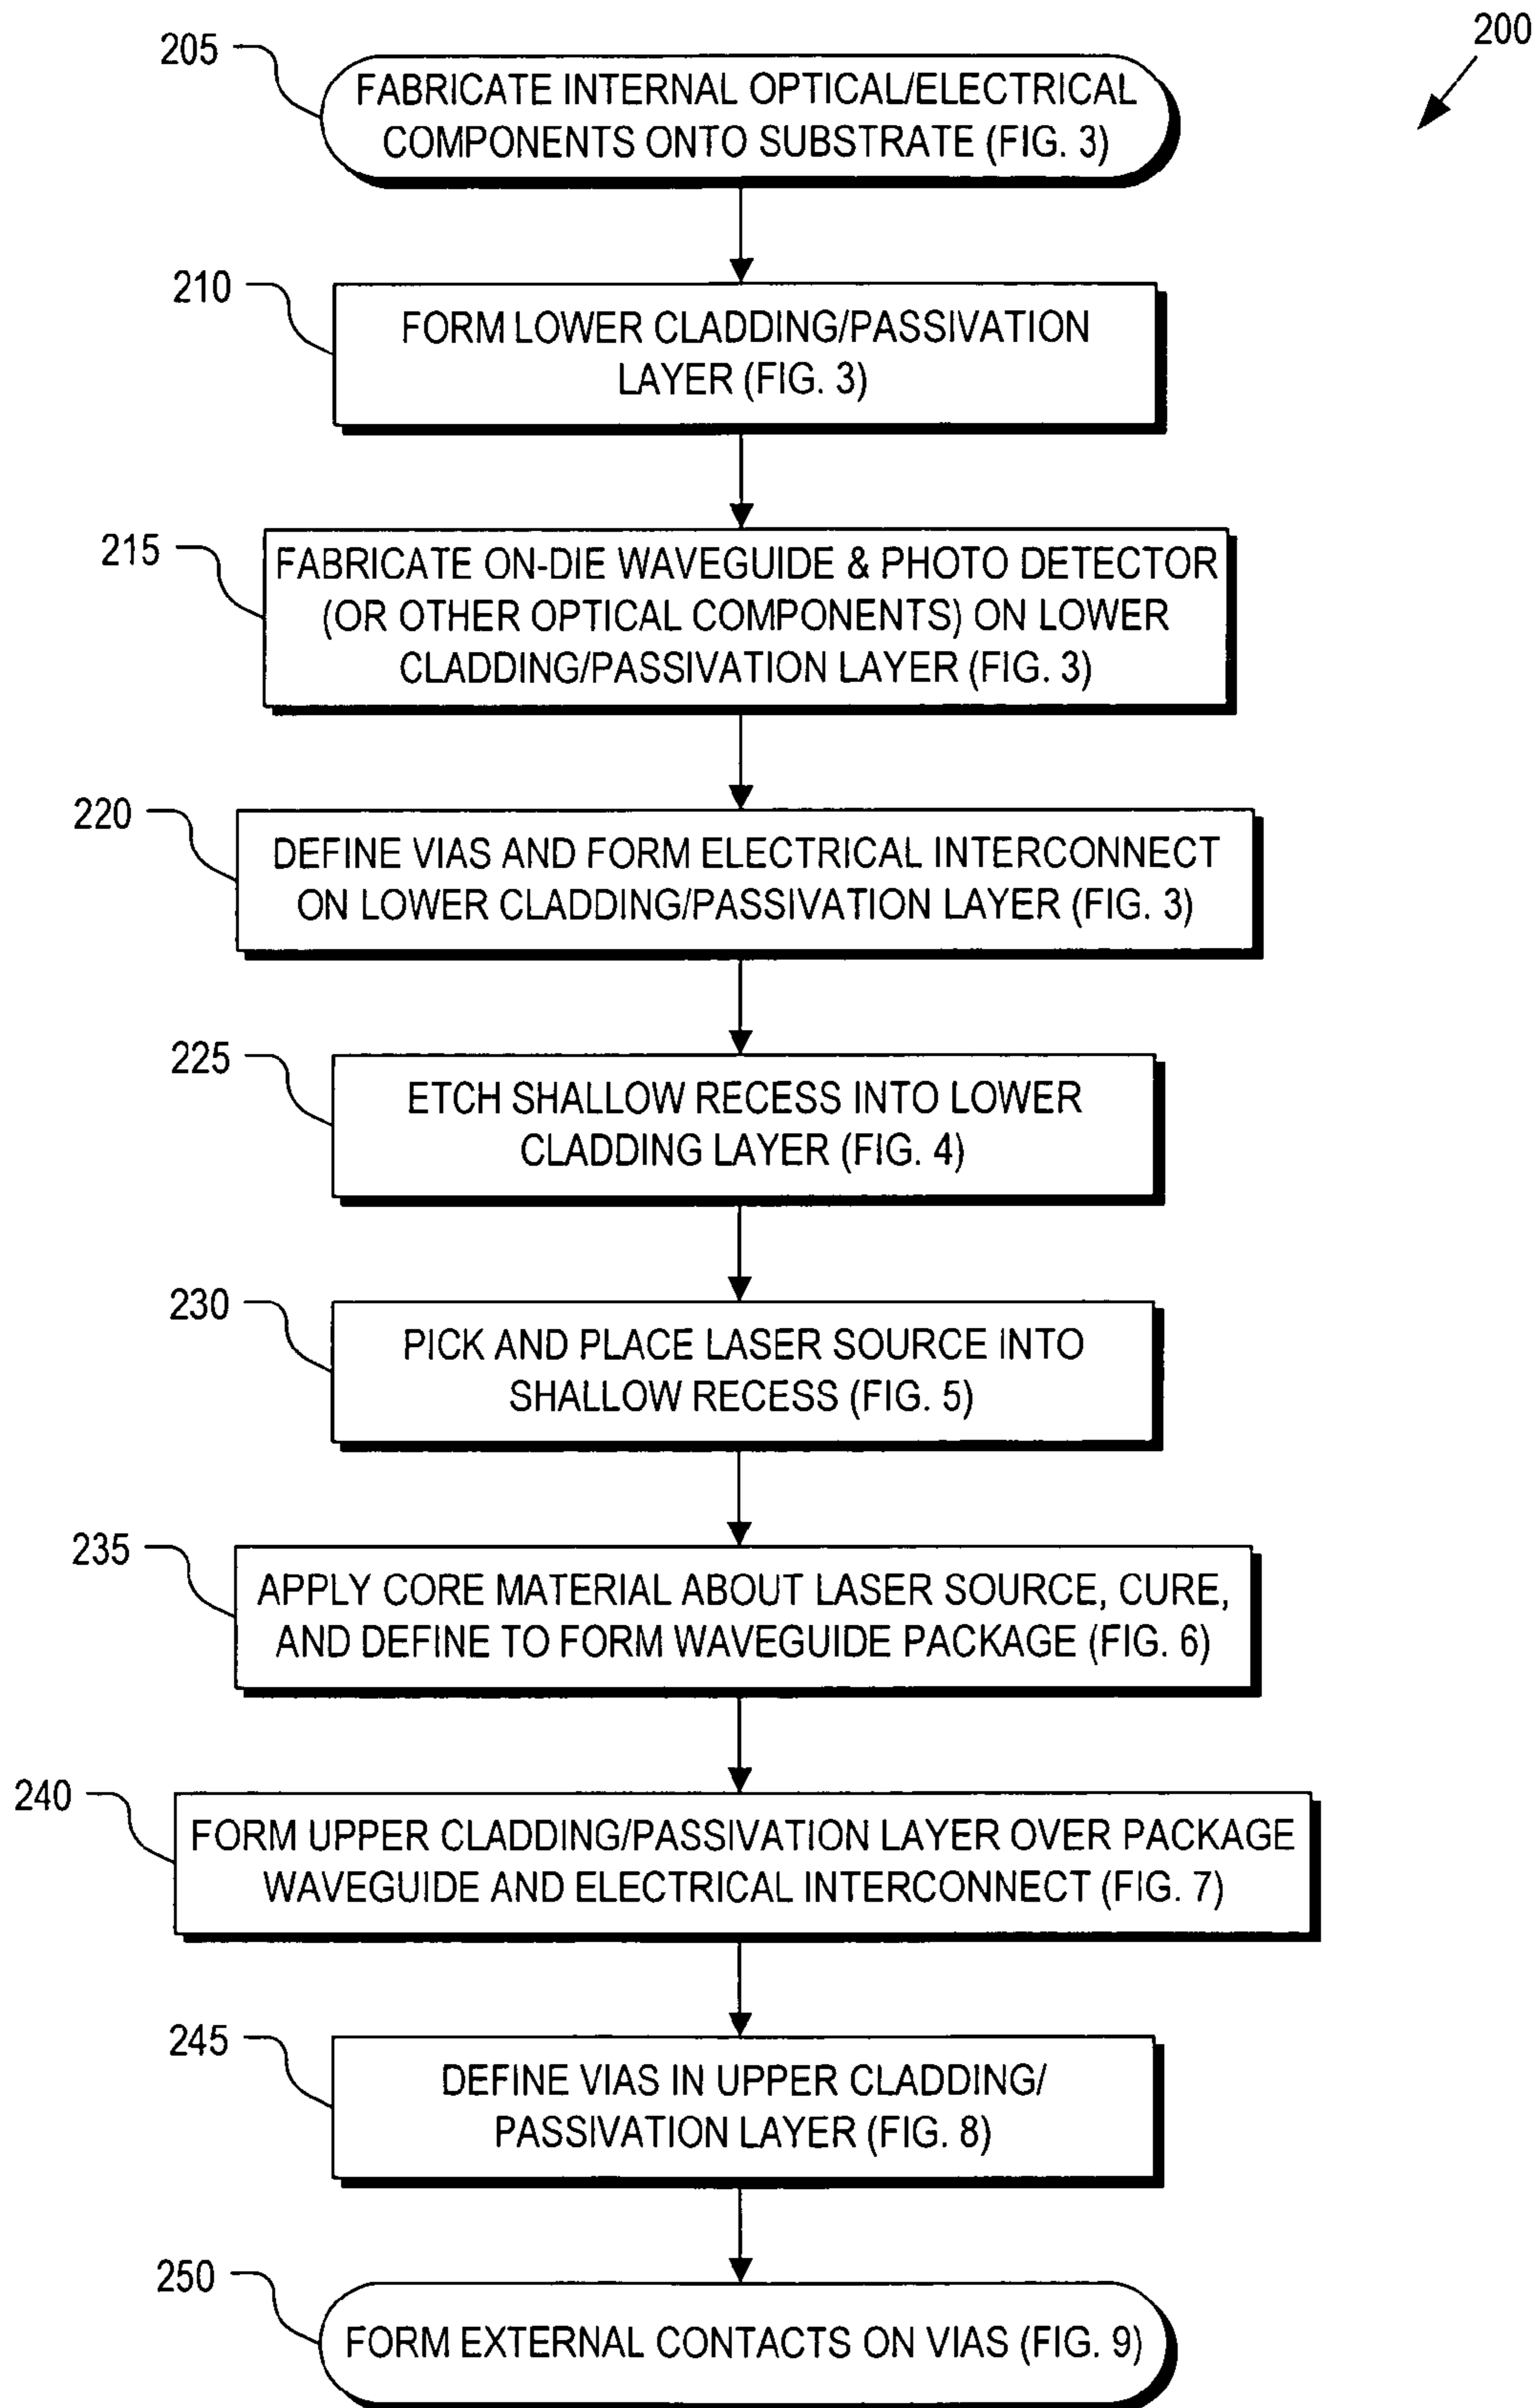 200
205
FABRICATE INTERNAL OPTICAL/ELECTRICAL
COMPONENTS ONTO SUBSTRATE (FIG. 3)
210
FORM LOWER CLADDING/PASSIVATION
LAYER (FIG. 3)
215
FABRICATE ON-DIE WAVEGUIDE & PHOTO DETECTOR
(OR OTHER OPTICAL COMPONENTS) ON LOWER
CLADDING/PASSIVATION LAYER (FIG. 3)
220
DEFINE VIAS AND FORM ELECTRICAL INTERCONNECT
ON LOWER CLADDING/PASSIVATION LAYER (FIG. 3)
225
ETCH SHALLOW RECESS INTO LOWER
CLADDING LAYER (FIG. 4)
230
PICK AND PLACE LASER SOURCE INTO
SHALLOW RECESS (FIG. 5)
235
APPLY CORE MATERIAL ABOUT LASER SOURCE, CURE,
AND DEFINE TO FORM WAVEGUIDE PACKAGE (FIG. 6)
240
FORM UPPER CLADDING/PASSIVATION LAYER OVER PACKAGE
WAVEGUIDE AND ELECTRICAL INTERCONNECT (FIG. 7)
245
DEFINE VIAS IN UPPER CLADDING/
PASSIVATION LAYER (FIG. 8)
250
FORM EXTERNAL CONTACTS ON VIAS (FIG. 9)